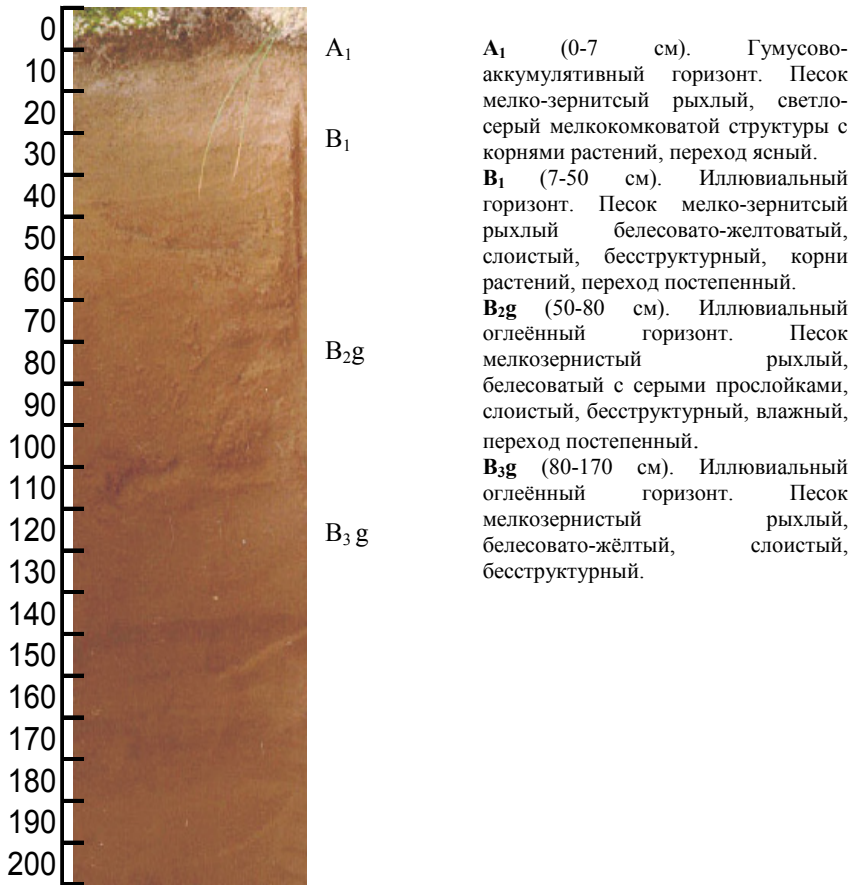 0
10
20
30
40
50
60
70
80
90
100
110
120
130
140
150
160
170
180
190
200
A1
B1
B2g
B3 g
A1 (0-7 см). Гумусово-
аккумулятивный горизонт. Песок
мелко-зернитсый рыхлый, светло-
серый мелкокомковатой структуры с
корнями растений, переход ясный.
B1 (7-50 см). Иллювиальный
горизонт. Песок мелко-зернитсый
рыхлый белесовато-желтоватый,
слоистый, бесструктурный, корни
растений, переход постепенный.
B2g (50-80 см). Иллювиальный
оглеённый горизонт. Песок
мелкозернистый рыхлый,
белесоватый с серыми прослойками,
слоистый, бесструктурный, влажный,
переход постепенный.
B3g (80-170 см). Иллювиальный
оглеённый горизонт. Песок
мелкозернистый рыхлый,
белесовато-жёлтый, слоистый,
бесструктурный.